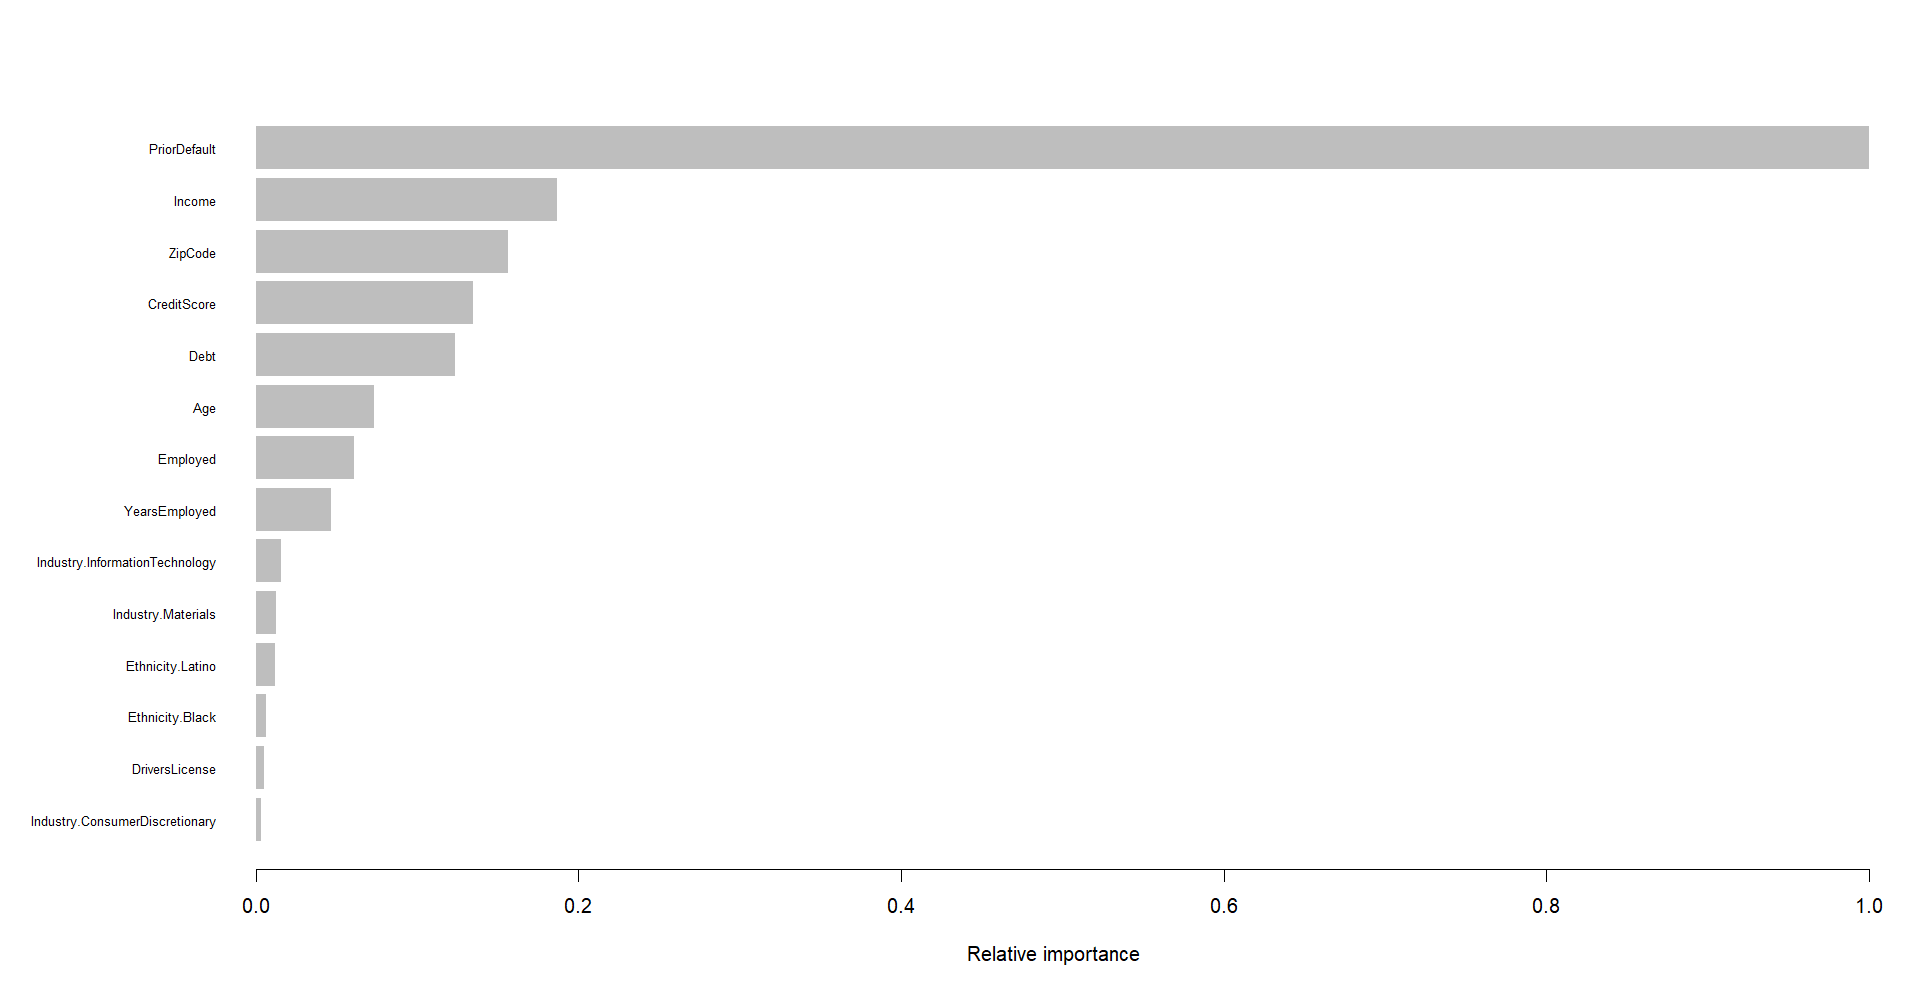 PriorDefault
Income
ZipCode
CreditScore
Debt
Age
Employed
YearsEmployed
Industry.InformationTechnology
Industry.Materials
Ethnicity.Latino
Ethnicity.Black
DriversLicense
Industry.ConsumerDiscretionary
0.0 0.2 0.4 0.6 0.8 1.0
Relative importance